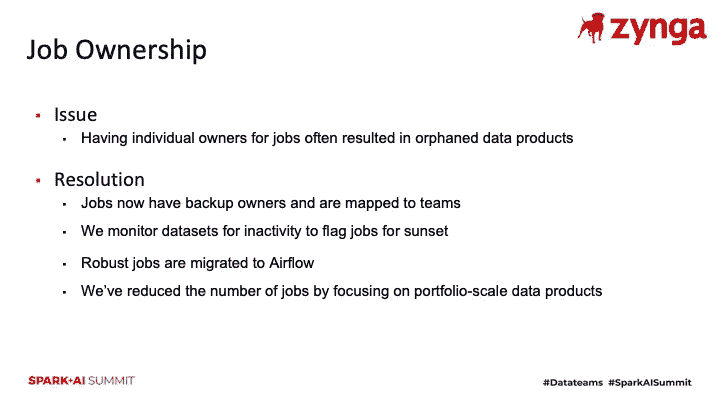 zynga
Job Ownership
Issue
Having individual owners for jobs often resulted in orphaned data products
Resolution
Jobs now have backup owners and are mapped to teams
We monitor datasets for inactivity to flag jobs for sunset
Robust jobs are migrated to Airflow
We've reduced the number of jobs by focusing on portfolio-scale data products
SPARK+AI SUMMIT
#Datateams #SparkAISummit